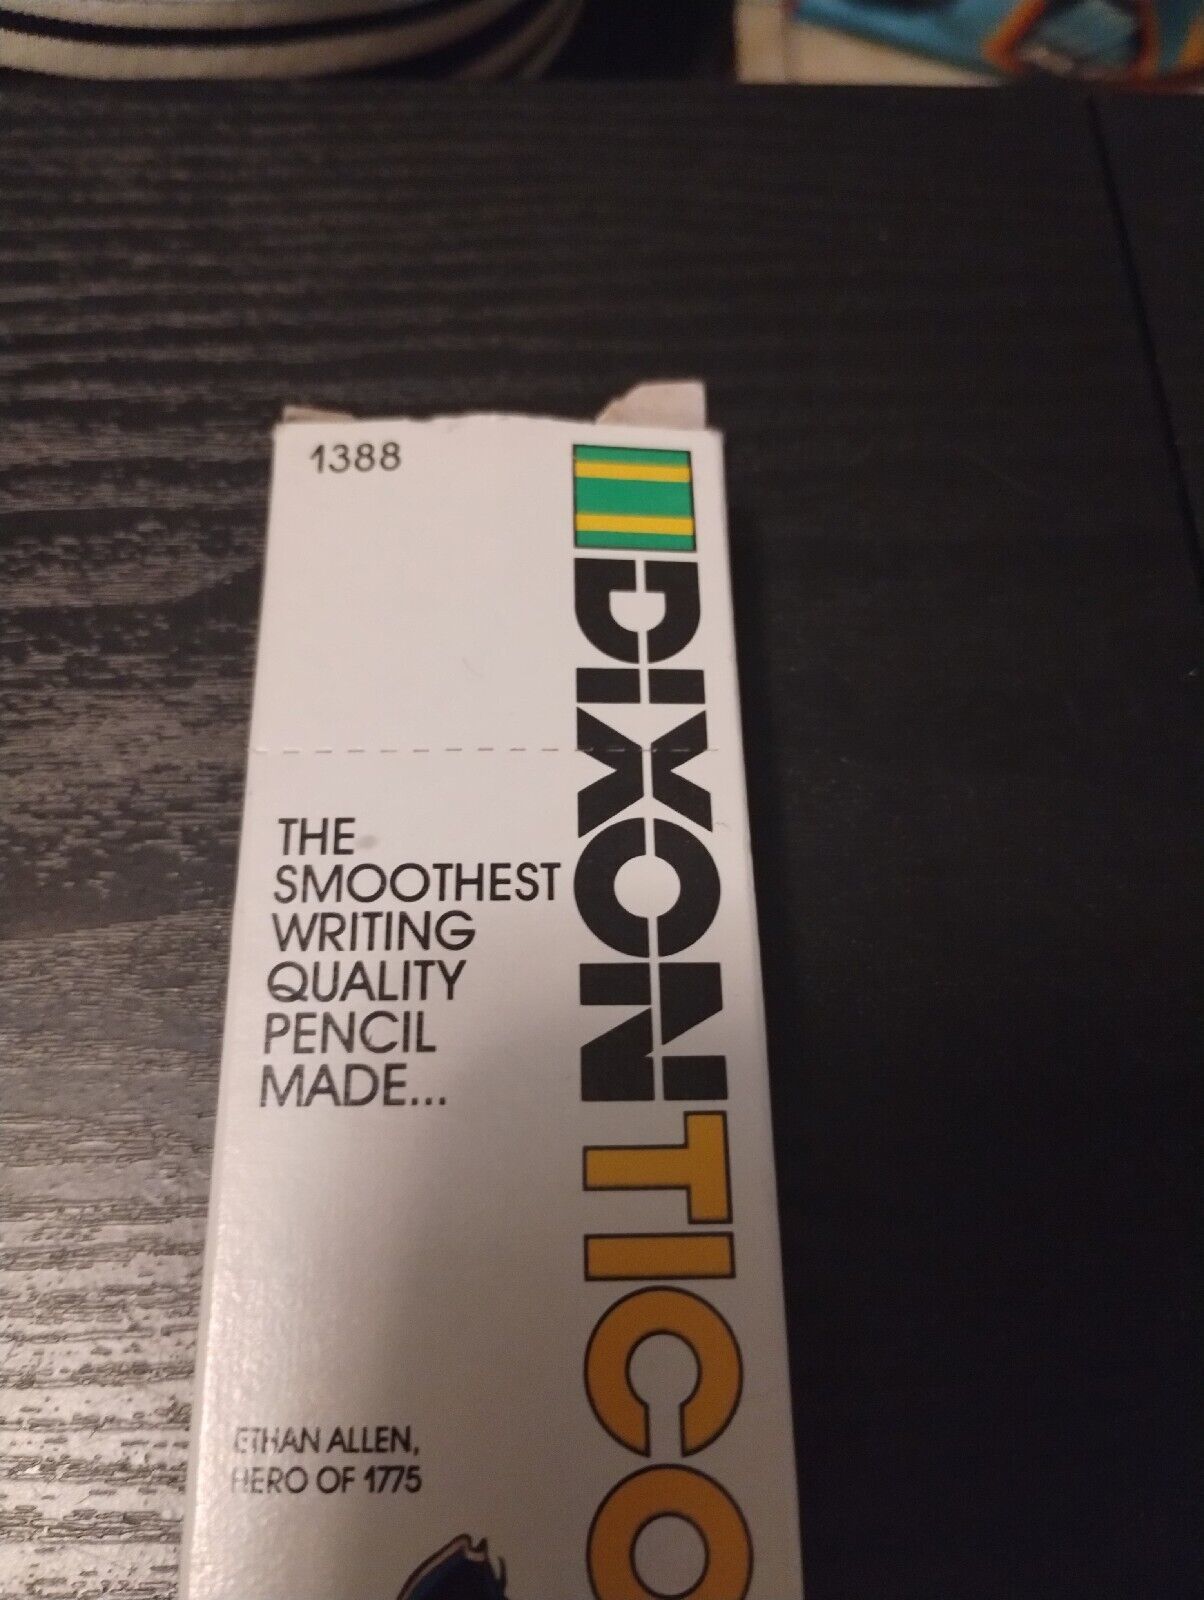 1388
DIXON TICO
THE
SMOOTHEST
WRITING
QUALITY
PENCIL
MADE...
ETHAN ALLEN,
HERO OF 1775